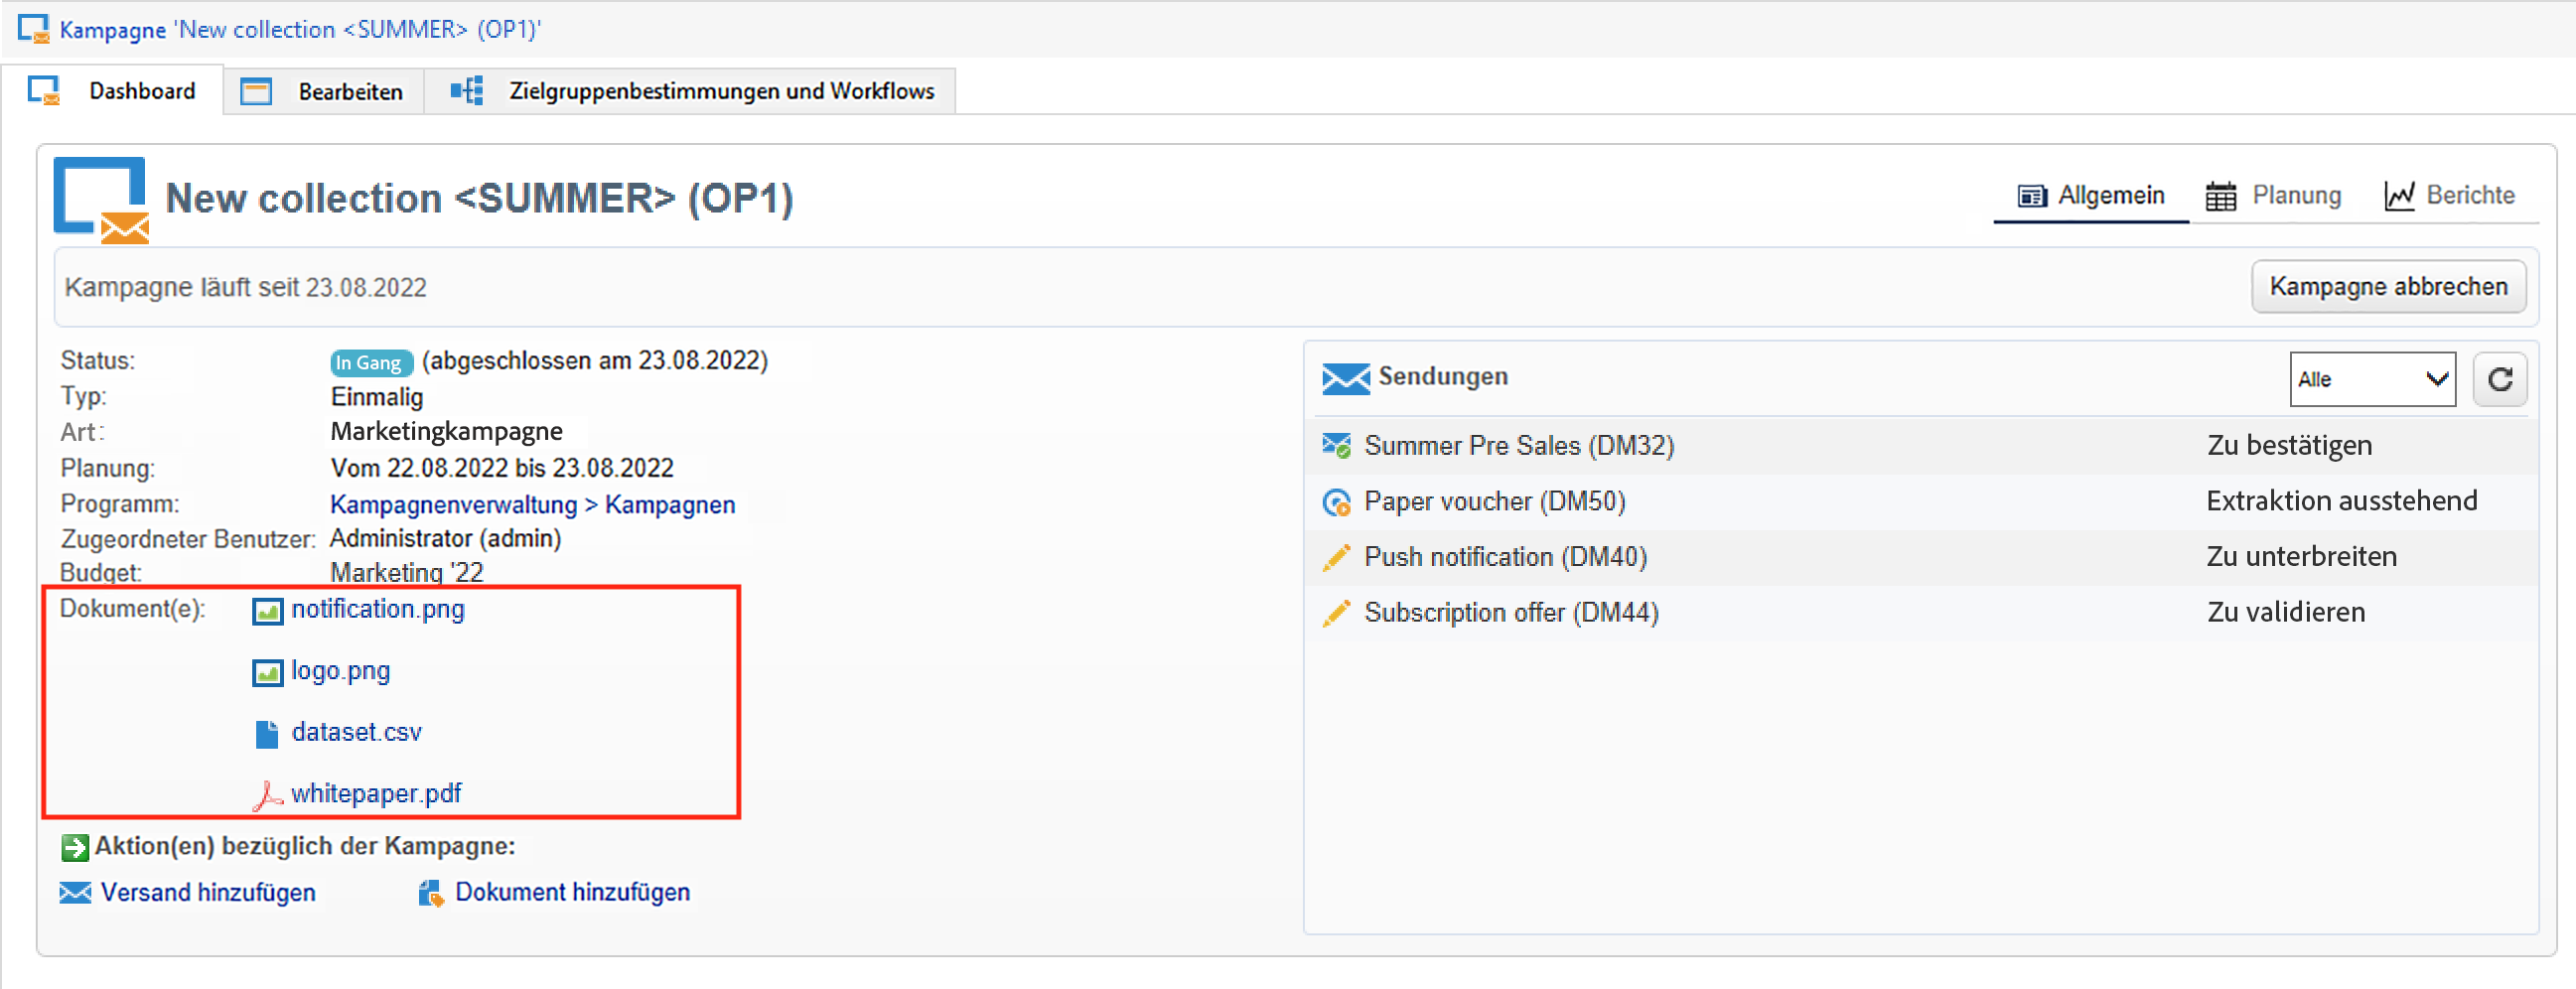 Kampagne 'New collection <SUMMER> (OP1)'
Dashboard Bearbeiten Zielgruppenbestimmungen und Workflows
New collection <SUMMER> (OP1)
Allgemein Planung Berichte
Kampagne läuft seit 23.08.2022
Kampagne abbrechen
Status: In Gang (abgeschlossen am 23.08.2022)
Typ: Einmalig
Art: Marketingkampagne
Planung: Vom 22.08.2022 bis 23.08.2022
Programm: Kampagnenverwaltung > Kampagnen
Zugeordneter Benutzer: Administrator (admin)
Budget: Marketing '22
Dokument(e): notification.png
logo.png
dataset.csv
whitepaper.pdf
Aktion(en) bezüglich der Kampagne:
Versand hinzufügen Dokument hinzufügen
Sendungen Alle
Summer Pre Sales (DM32) Zu bestätigen
Paper voucher (DM50) Extraktion ausstehend
Push notification (DM40) Zu unterbreiten
Subscription offer (DM44) Zu validieren